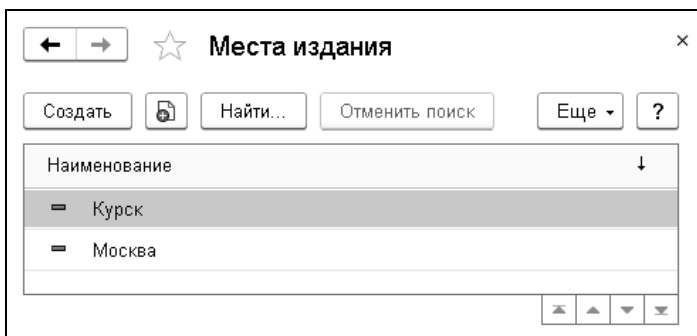 Места издания
Создать Найти... Отменить поиск Еще ?
Наименование
Курск
Москва